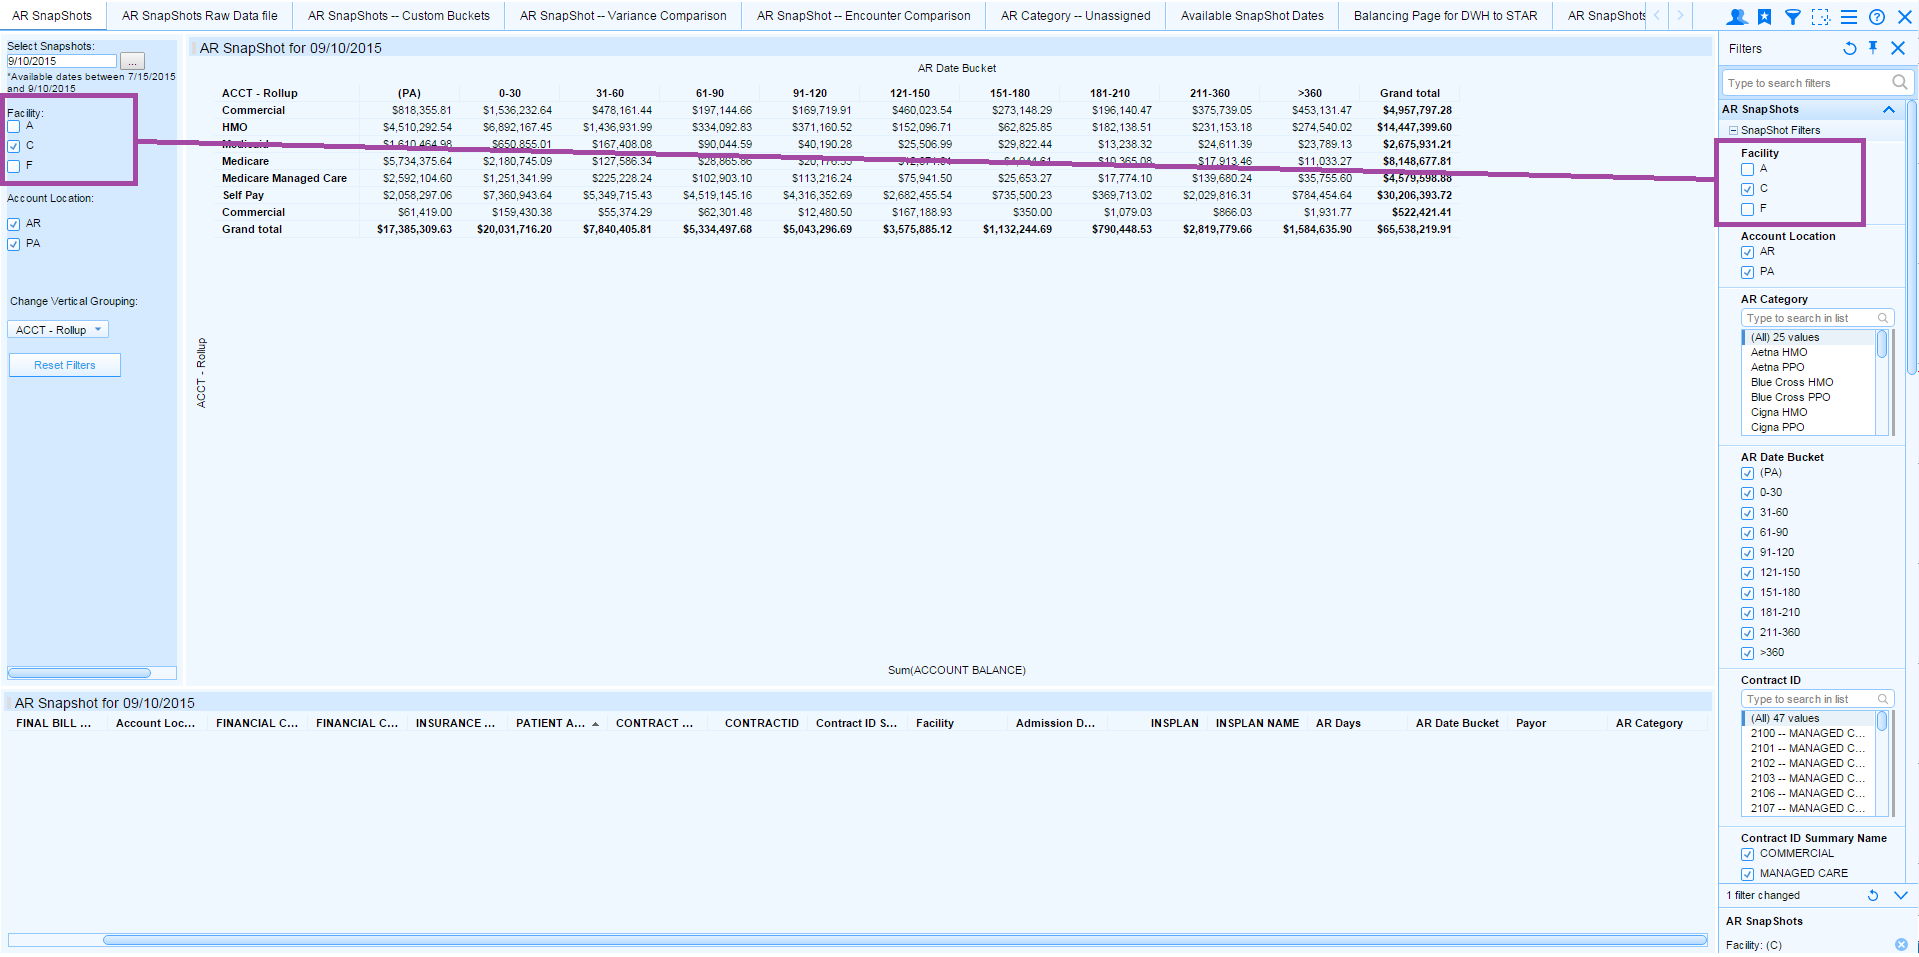 AR SnapShots
AR SnapShots Raw Data file
AR SnapShots -- Custom Buckets
AR SnapShot -- Variance Comparison
AR SnapShot -- Encounter Comparison
AR Category -- Unassigned
Available SnapShot Dates
Balancing Page for DWH to STAR
AR SnapShots
Select Snapshots:
9/10/2015
...
*Available dates between 7/15/2015
and 9/10/2015
Facility:
A
C
F
Account Location:
AR
PA
Change Vertical Grouping:
ACCT - Rollup
Reset Filters
AR SnapShot for 09/10/2015
AR Date Bucket
ACCT - Rollup (PA) 0-30 31-60 61-90 91-120 121-150 151-180 181-210 211-360 >360 Grand total
Commercial $818,355.81 $1,536,232.64 $478,161.44 $197,144.66 $169,719.91 $460,023.54 $273,148.29 $196,140.47 $375,739.05 $453,131.47 $4,957,797.28
HMO $4,510,292.54 $6,892,167.45 $1,436,931.99 $334,092.83 $371,160.52 $152,096.71 $62,825.85 $182,138.51 $231,153.18 $274,540.02 $14,447,399.60
Medicaid $1,610,464.98 $650,855.01 $167,408.08 $90,044.59 $40,190.28 $25,506.99 $29,822.44 $13,238.32 $24,611.39 $23,789.13 $2,675,931.21
Medicare $5,734,375.64 $2,180,745.09 $127,586.34 $17,913.46 $11,033.27 $8,148,677.81
Medicare Managed Care $2,592,104.60 $1,251,341.99 $225,228.24 $102,903.10 $113,216.24 $75,941.50 $25,653.27 $17,774.10 $139,680.24 $35,755.60 $4,579,598.88
Self Pay $2,058,297.06 $7,360,943.64 $5,349,715.43 $4,519,145.16 $4,316,352.69 $2,682,455.54 $735,500.23 $369,713.02 $2,029,816.31 $784,454.64 $30,206,393.72
Commercial $61,419.00 $159,430.38 $55,374.29 $62,301.48 $12,480.50 $167,188.93 $350.00 $1,079.03 $866.03 $1,931.77 $522,421.41
Grand total $17,385,309.63 $20,031,716.20 $7,840,405.81 $5,334,497.68 $5,043,296.69 $3,575,885.12 $1,132,244.69 $790,448.53 $2,819,779.66 $1,584,635.90 $65,538,219.91
ACCT - Rollup
Sum(ACCOUNT BALANCE)
AR Snapshot for 09/10/2015
FINAL BILL ... Account Loc... FINANCIAL C... FINANCIAL C... INSURANCE ... PATIENT A... CONTRACT ... CONTRACTID Contract ID S... Facility Admission D... INSPLAN INSPLAN NAME AR Days AR Date Bucket Payor AR Category
Filters
Type to search filters
AR SnapShots
SnapShot Filters
Facility
A
C
F
Account Location
AR
PA
AR Category
Type to search in list
(All) 25 values
Aetna HMO
Aetna PPO
Blue Cross HMO
Blue Cross PPO
Cigna HMO
Cigna PPO
AR Date Bucket
(PA)
0-30
31-60
61-90
91-120
121-150
151-180
181-210
211-360
>360
Contract ID
Type to search in list
(All) 47 values
2100 -- MANAGED C...
2101 -- MANAGED C...
2102 -- MANAGED C...
2103 -- MANAGED C...
2106 -- MANAGED C...
2107 -- MANAGED C...
Contract ID Summary Name
COMMERCIAL
MANAGED CARE
1 filter changed
AR SnapShots
Facility: (C)